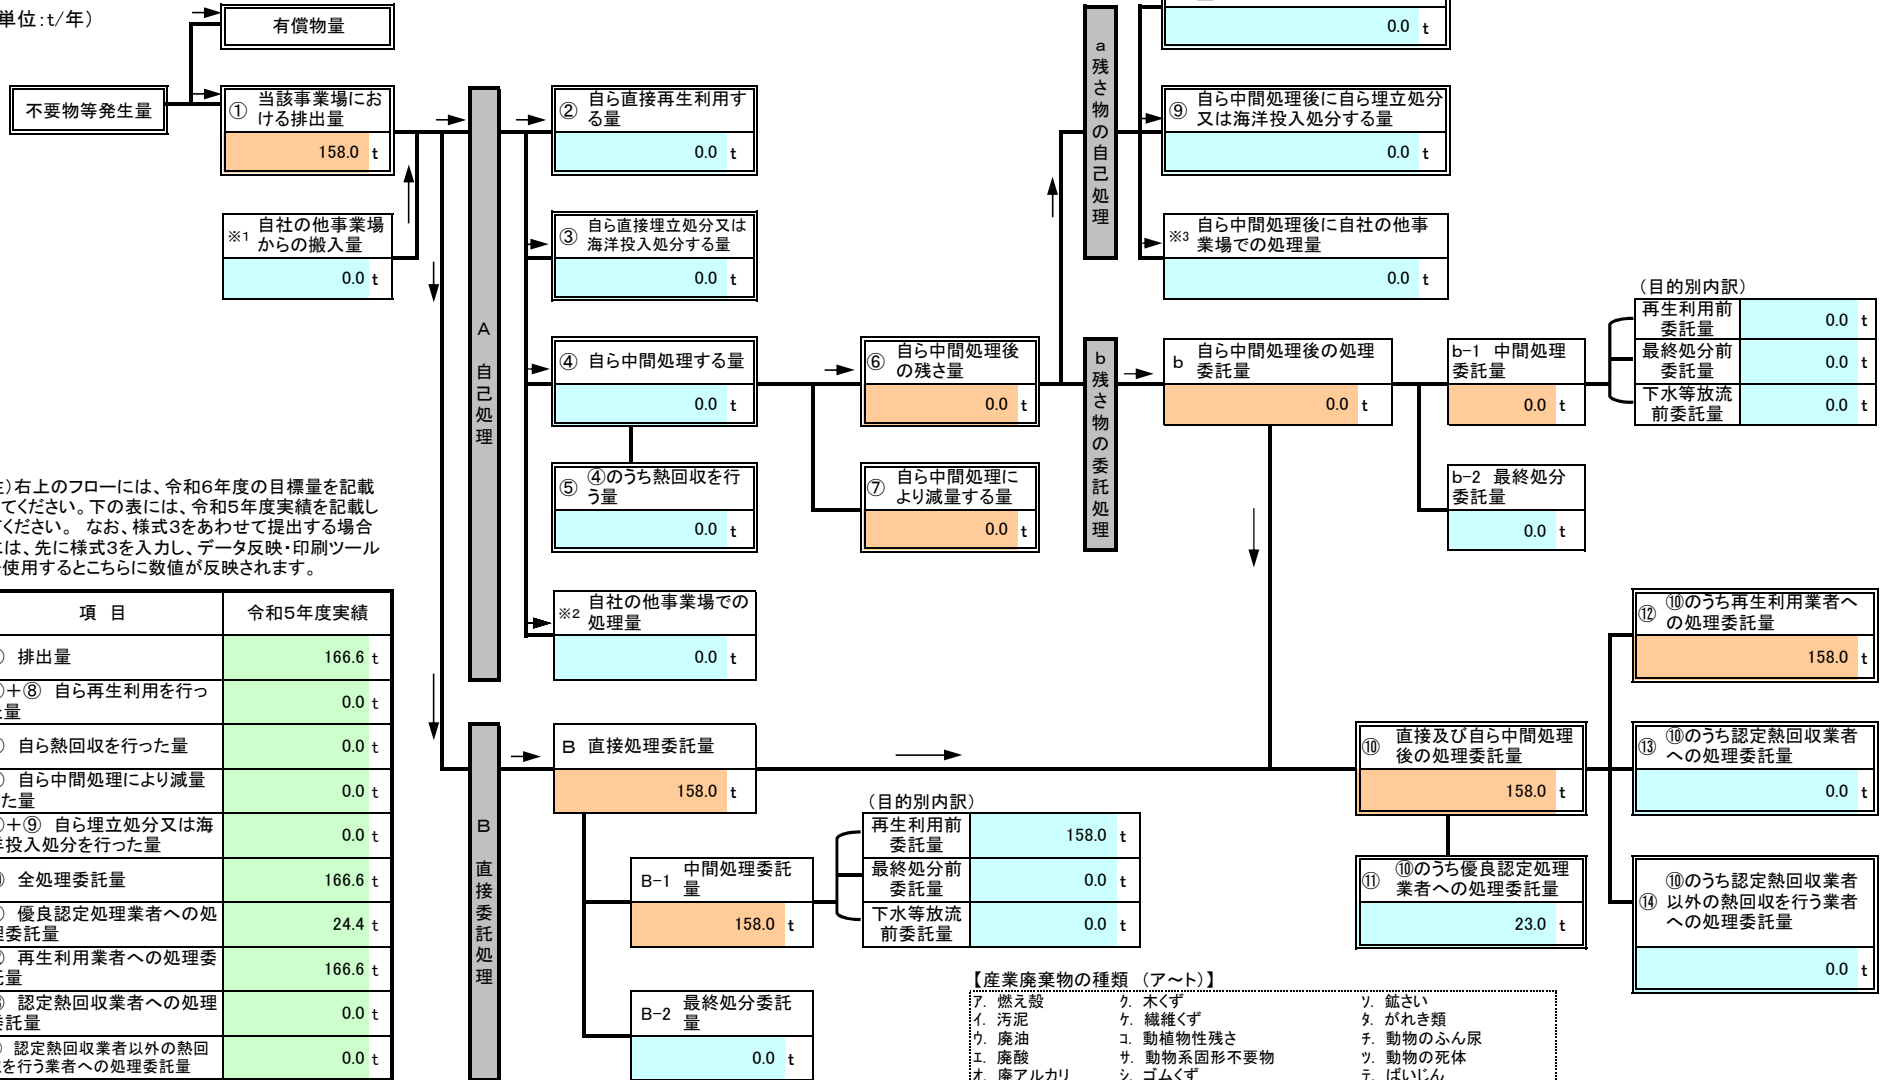 単位:t/年)
有償物量
不要物等発生量
① 当該事業場にお
ける排出量
158.0 t
※1 自社の他事業場
からの搬入量
0.0 t
A 自己処理
② 自ら直接再生利用す
る量
0.0 t
③ 自ら直接埋立処分又は
海洋投入処分する量
0.0 t
④ 自ら中間処理する量
0.0 t
⑤ ④のうち熱回収を行
う量
0.0 t
※2 自社の他事業場での
処理量
0.0 t
⑥ 自ら中間処理後
の残さ量
0.0 t
⑦ 自ら中間処理に
より減量する量
0.0 t
a 残さ物の自己処理
0.0 t
⑨ 自ら中間処理後に自ら埋立処分
又は海洋投入処分する量
0.0 t
※3 自ら中間処理後に自社の他事
業場での処理量
0.0 t
b 残さ物の委託処理
b 自ら中間処理後の処理
委託量
0.0 t
b-1 中間処理
委託量
0.0 t
b-2 最終処分
委託量
0.0 t
(目的別内訳)
再生利用前
委託量
0.0 t
最終処分前
委託量
0.0 t
下水等放流
前委託量
0.0 t
)右上のフローには、令和6年度の目標量を記載
てください。下の表には、令和5年度実績を記載し
ください。 なお、様式3をあわせて提出する場合
は、先に様式3を入力し、データ反映・印刷ツール
使用するとこちらに数値が反映されます。
項 目 令和5年度実績
) 排出量 166.6 t
)+⑧ 自ら再生利用を行っ
量 0.0 t
) 自ら熱回収を行った量 0.0 t
) 自ら中間処理により減量
た量 0.0 t
)+⑨ 自ら埋立処分又は海
投入処分を行った量 0.0 t
) 全処理委託量 166.6 t
) 優良認定処理業者への処
委託量 24.4 t
) 再生利用業者への処理委
量 166.6 t
) 認定熱回収業者への処理
託量 0.0 t
) 認定熱回収業者以外の熱回
を行う業者への処理委託量 0.0 t
B 直接委託処理
B 直接処理委託量
158.0 t
B-1 中間処理委託
量
158.0 t
B-2 最終処分委託
量
0.0 t
(目的別内訳)
再生利用前
委託量
158.0 t
最終処分前
委託量
0.0 t
下水等放流
前委託量
0.0 t
⑩ 直接及び自ら中間処理
後の処理委託量
158.0 t
⑪ ⑩のうち優良認定処理
業者への処理委託量
23.0 t
⑫ ⑩のうち再生利用業者へ
の処理委託量
158.0 t
⑬ ⑩のうち認定熱回収業者
への処理委託量
0.0 t
⑭ ⑩のうち認定熱回収業者
以外の熱回収を行う業者
への処理委託量
0.0 t
【産業廃棄物の種類 (ア~ト)】
ア. 燃え殻 ク. 木くず ソ. 鉱さい
イ. 汚泥 ケ. 繊維くず タ. がれき類
ウ. 廃油 コ. 動植物性残さ チ. 動物のふん尿
エ. 廃酸 サ. 動物系固形不要物 ツ. 動物の死体
オ. 廃アルカリ シ. ゴムくず テ. ばいじん